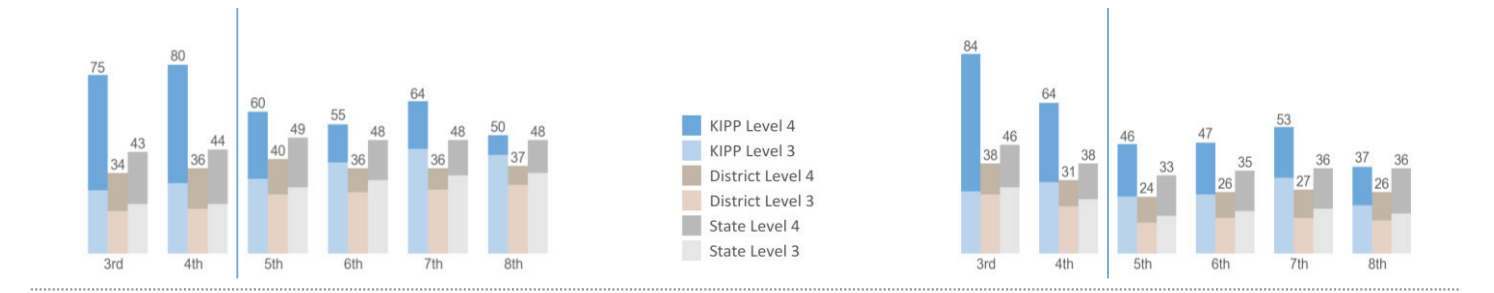 75
34
43
3rd
80
36
44
4th
60
40
49
5th
55
36
48
6th
64
36
48
7th
50
37
48
8th
KIPP Level 4
KIPP Level 3
District Level 4
District Level 3
State Level 4
State Level 3
84
38
46
3rd
64
31
38
4th
46
24
33
5th
47
26
35
6th
53
27
36
7th
37
26
36
8th